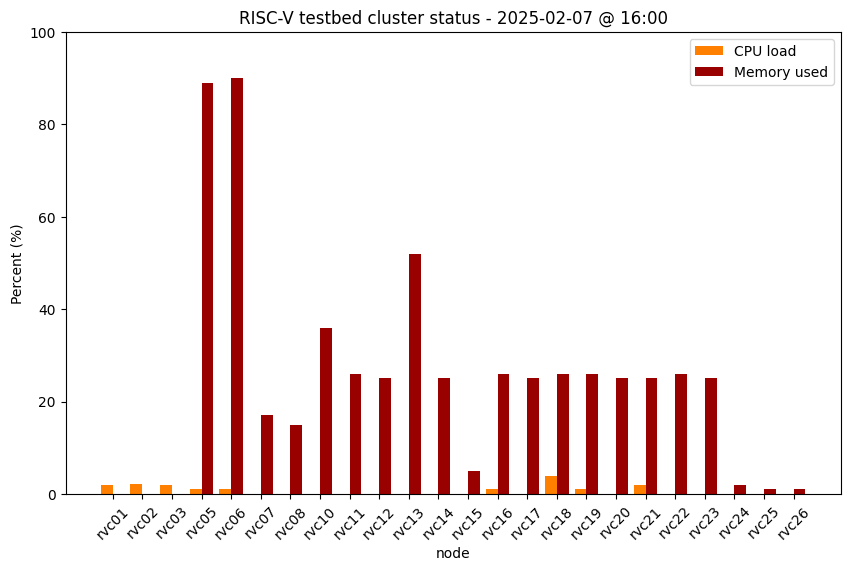 RISC-V testbed cluster status - 2025-02-07 @ 16:00
CPU load
Memory used
Percent (%)
100
80
60
40
20
0
rvc01 rvc02 rvc03 rvc05 rvc06 rvc07 rvc08 rvc10 rvc11 rvc12 rvc13 rvc14 rvc15 rvc16 rvc17 rvc18 rvc19 rvc20 rvc21 rvc22 rvc23 rvc24 rvc25 rvc26
node